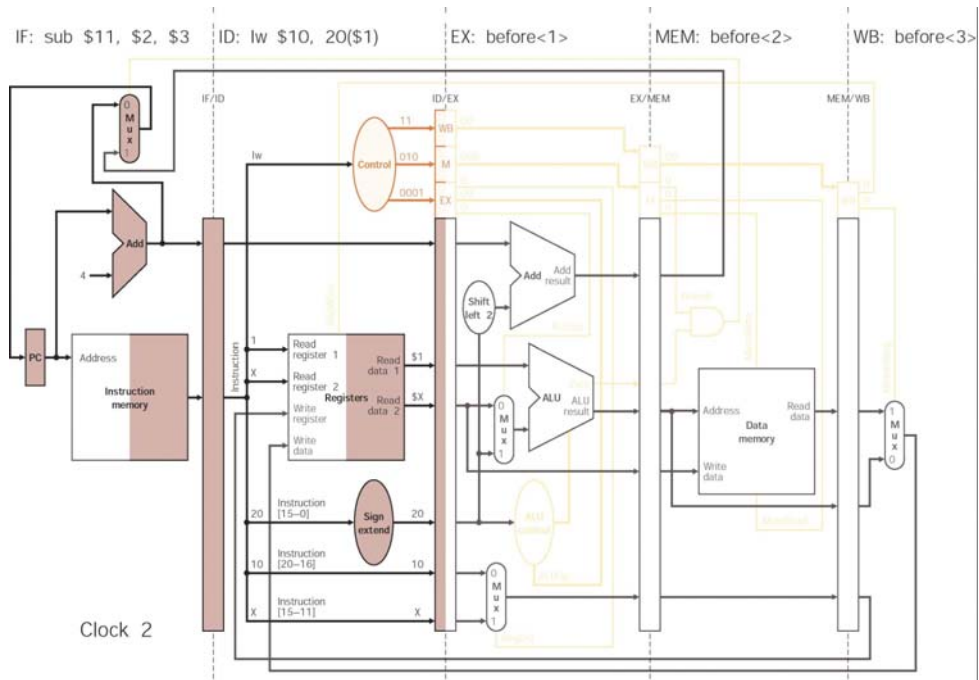 IF: sub $11, $2, $3
ID: lw $10, 20($1)
EX: before<1>
MEM: before<2>
WB: before<3>
IF/ID
ID/EX
EX/MEM
MEM/WB
0
M
u
x
1
lw
Control
11
WB
010
M
0001
EX
Add
4
Add
Add
result
Shift
left 2
PC
Address
Instruction
memory
Instruction
1
Read
register 1
X
Read
register 2
Registers
Write
register
Write
data
Read
data 1
Read
data 2
$1
$X
0
M
u
x
1
ALU
ALU
result
Address
Read
data
Data
memory
Write
data
1
M
u
x
0
20
Instruction
[15–0]
Sign
extend
20
ALU
control
10
Instruction
[20–16]
10
X
Instruction
[15–11]
X
0
M
u
x
1
Clock 2